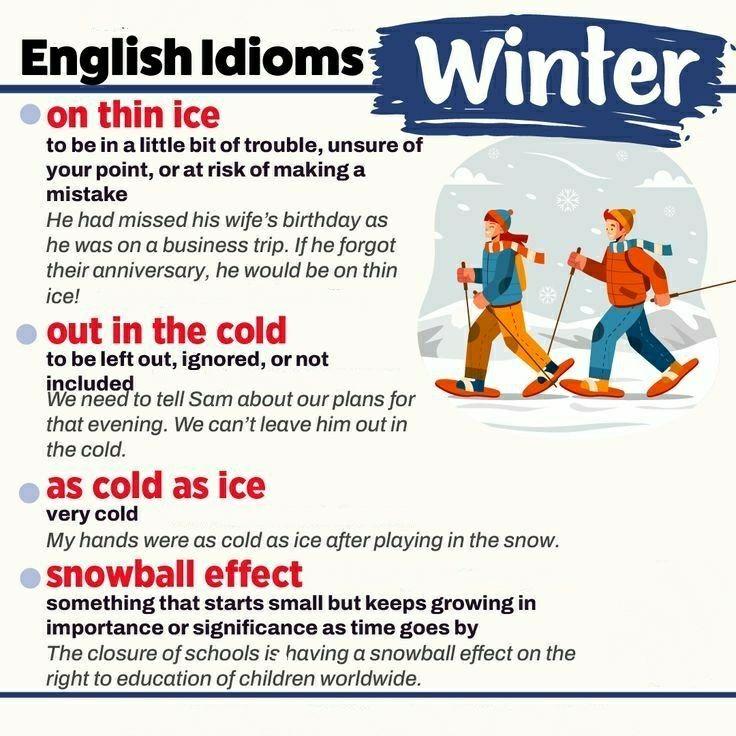 English Idioms Winter
on thin ice
to be in a little bit of trouble, unsure of
your point, or at risk of making a
mistake
He had missed his wife's birthday as
he was on a business trip. If he forgot
their anniversary, he would be on thin
ice!
out in the cold
to be left out, ignored, or not
included
We need to tell Sam about our plans for
that evening. We can't leave him out in
the cold.
as cold as ice
very cold
My hands were as cold as ice after playing in the snow.
snowball effect
something that starts small but keeps growing in
importance or significance as time goes by
The closure of schools is having a snowball effect on the
right to education of children worldwide.